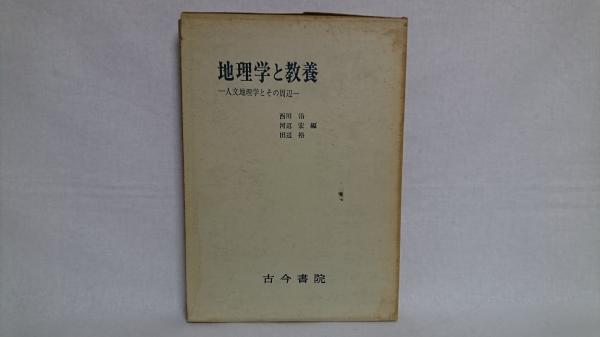 地理学と教養
―人文地理学とその周辺―
西川 治
河辺 宏 編
田辺 裕
古今書院